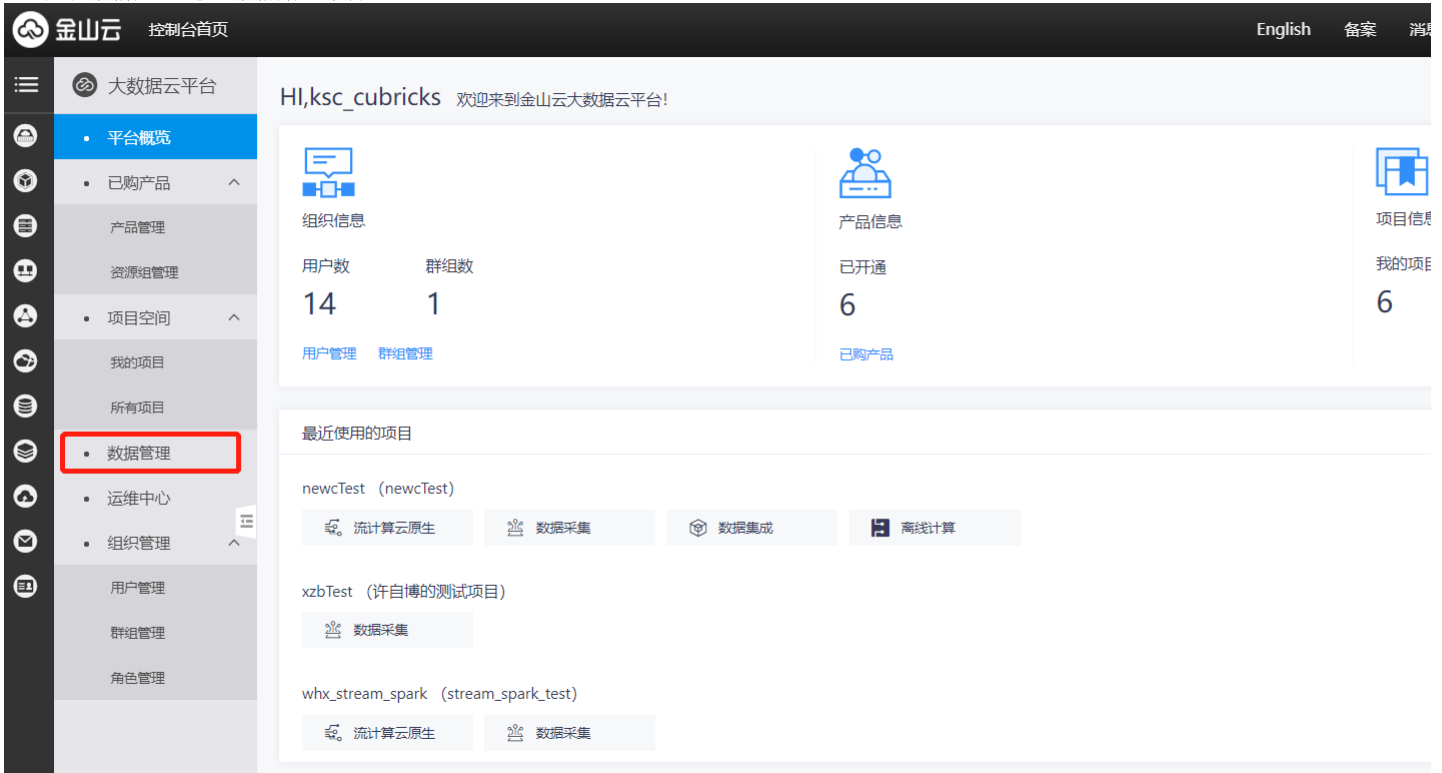 金山云 控制台首页 English 备案
大数据云平台
平台概览
已购产品
产品管理
资源组管理
项目空间
我的项目
所有项目
数据管理
运维中心
组织管理
用户管理
群组管理
角色管理
HI,ksc_cubricks 欢迎来到金山云大数据云平台!
组织信息
用户数 群组数
14 1
用户管理 群组管理
产品信息
已开通
6
已购产品
项目信息
我的项目
6
最近使用的项目
newcTest (newcTest)
流计算云原生 数据采集 数据集成 离线计算
xzbTest (许自博的测试项目)
数据采集
whx_stream_spark (stream_spark_test)
流计算云原生 数据采集